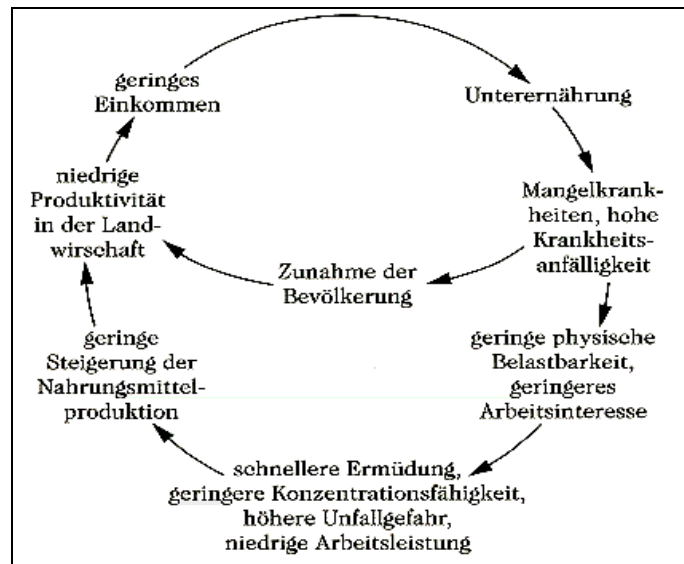 geringes
Einkommen
Unterernährung
Mangelkrank-
heiten, hohe
Krankheits-
anfälligkeit
geringe physische
Belastbarkeit,
geringeres
Arbeitsinteresse
schnellere Ermüdung,
geringere Konzentrationsfähigkeit,
höhere Unfallgefahr,
niedrige Arbeitsleistung
geringe
Steigerung der
Nahrungsmittel-
produktion
niedrige
Produktivität
in der Land-
wirtschaft
Zunahme der
Bevölkerung